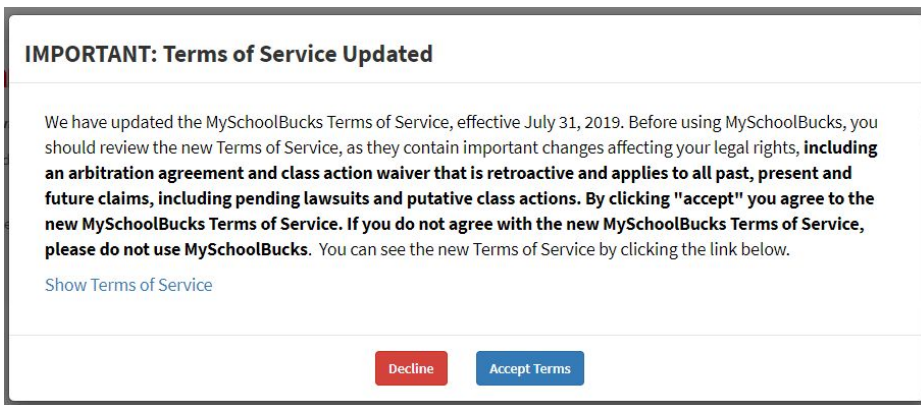 IMPORTANT: Terms of Service Updated
We have updated the MySchoolBucks Terms of Service, effective July 31, 2019. Before using MySchoolBucks, you
should review the new Terms of Service, as they contain important changes affecting your legal rights, including
an arbitration agreement and class action waiver that is retroactive and applies to all past, present and
future claims, including pending lawsuits and putative class actions. By clicking "accept" you agree to the
new MySchoolBucks Terms of Service. If you do not agree with the new MySchoolBucks Terms of Service,
please do not use MySchoolBucks. You can see the new Terms of Service by clicking the link below.
Show Terms of Service
Decline Accept Terms